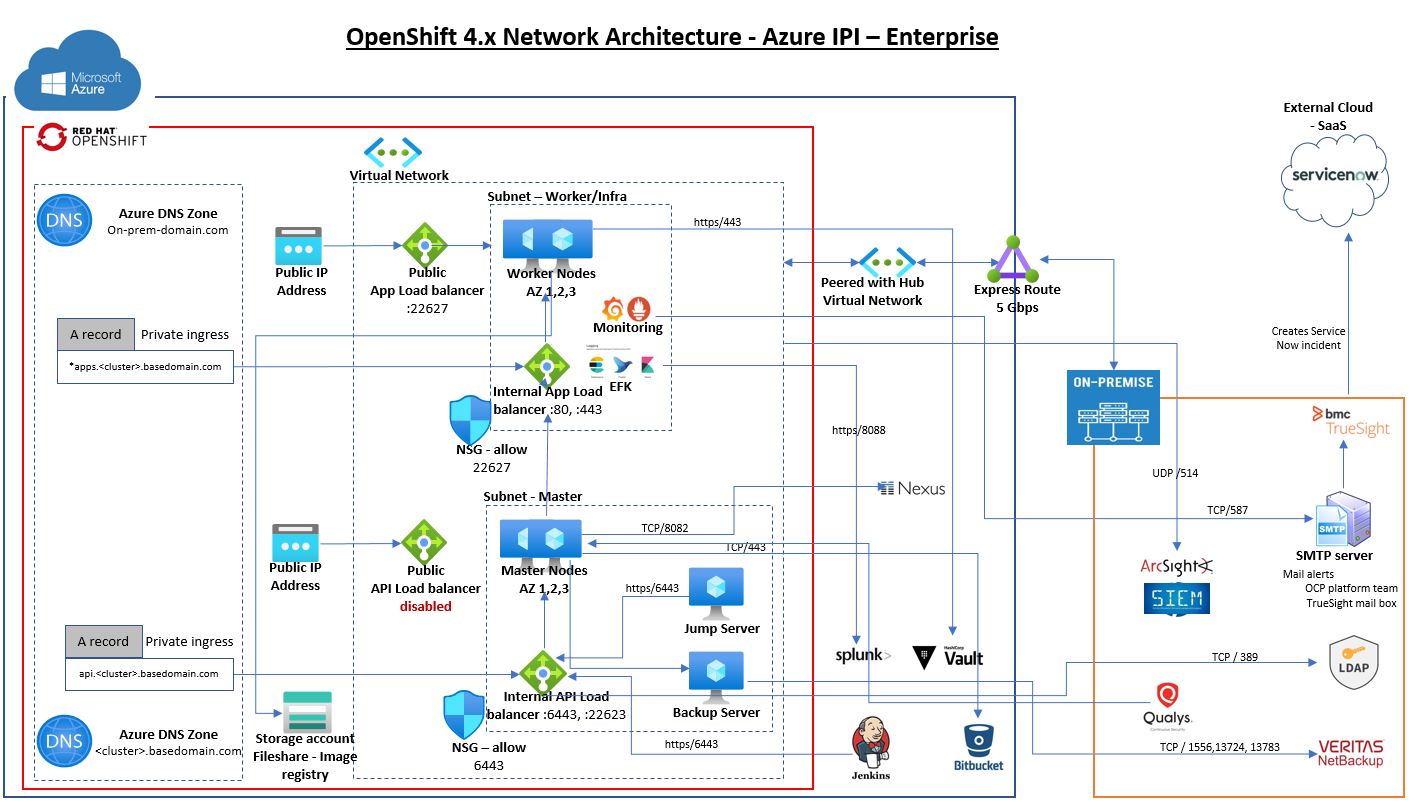 OpenShift 4.x Network Architecture - Azure IPI – Enterprise
Microsoft
Azure
RED HAT
OPENSHIFT
External Cloud
- SaaS
servicenow
Virtual Network
DNS
Azure DNS Zone
On-prem-domain.com
Subnet – Worker/Infra
https/443
Public IP
Address
Public
App Load balancer
:22627
Worker Nodes
AZ 1,2,3
Peered with Hub
Virtual Network
Express Route
5 Gbps
Monitoring
A record
Private ingress
*apps.<cluster>.basedomain.com
EFK
Internal App Load
balancer :80, :443
Creates Service
Now incident
ON-PREMISE
bmc
TrueSight
NSG - allow
22627
https/8088
UDP /514
Nexus
Subnet - Master
TCP/8082
TCP/443
TCP/587
SMTP
SMTP server
Mail alerts
OCP platform team
TrueSight mail box
Public IP
Address
Public
API Load balancer
disabled
Master Nodes
AZ 1,2,3
https/6443
Jump Server
ArcSight
SIEM
A record
Private ingress
api.<cluster>.basedomain.com
splunk>
HashiCorp
Vault
TCP / 389
LDAP
Internal API Load
balancer :6443, :22623
Backup Server
Qualys.
Continuous Security
DNS
Azure DNS Zone
<cluster>.basedomain.com
Storage account
Fileshare - Image
registry
NSG – allow
6443
https/6443
Jenkins
Bitbucket
TCP / 1556,13724, 13783
VERITAS
NetBackup